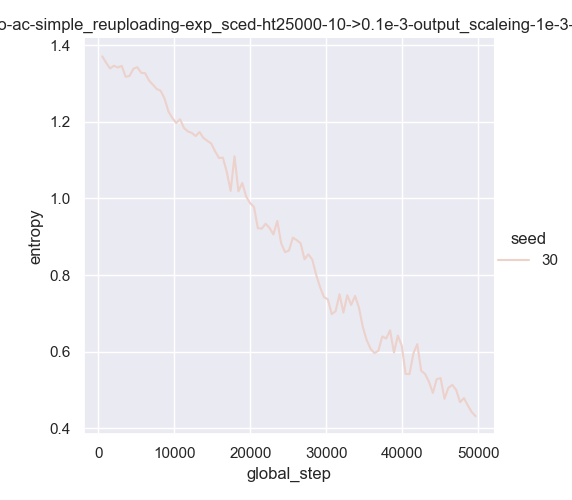 o-ac-simple_reuploading-exp_sced-ht25000-10->0.1e-3-output_scaleing-1e-3-
1.4
1.2
1.0
0.8
0.6
0.4
entropy
0 10000 20000 30000 40000 50000
global_step
seed
30